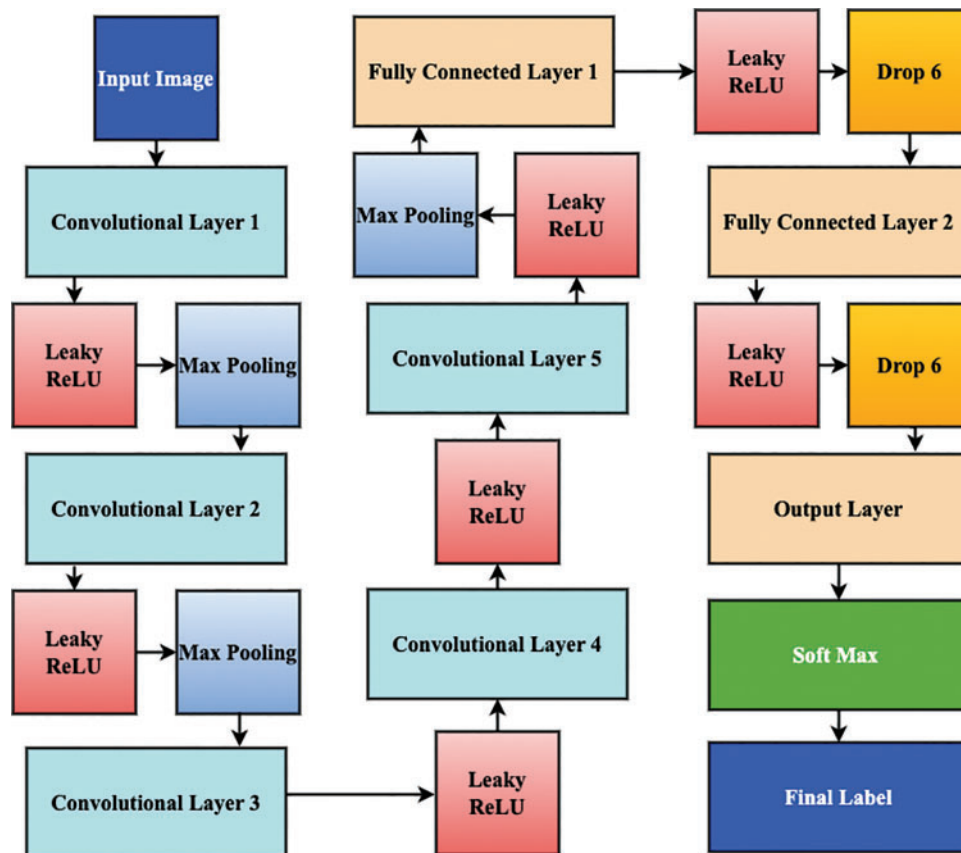 Input Image
Convolutional Layer 1
Leaky
ReLU
Max Pooling
Convolutional Layer 2
Leaky
ReLU
Max Pooling
Convolutional Layer 3
Leaky
ReLU
Convolutional Layer 4
Leaky
ReLU
Convolutional Layer 5
Leaky
ReLU
Max Pooling
Fully Connected Layer 1
Leaky
ReLU
Drop 6
Fully Connected Layer 2
Leaky
ReLU
Drop 6
Output Layer
Soft Max
Final Label